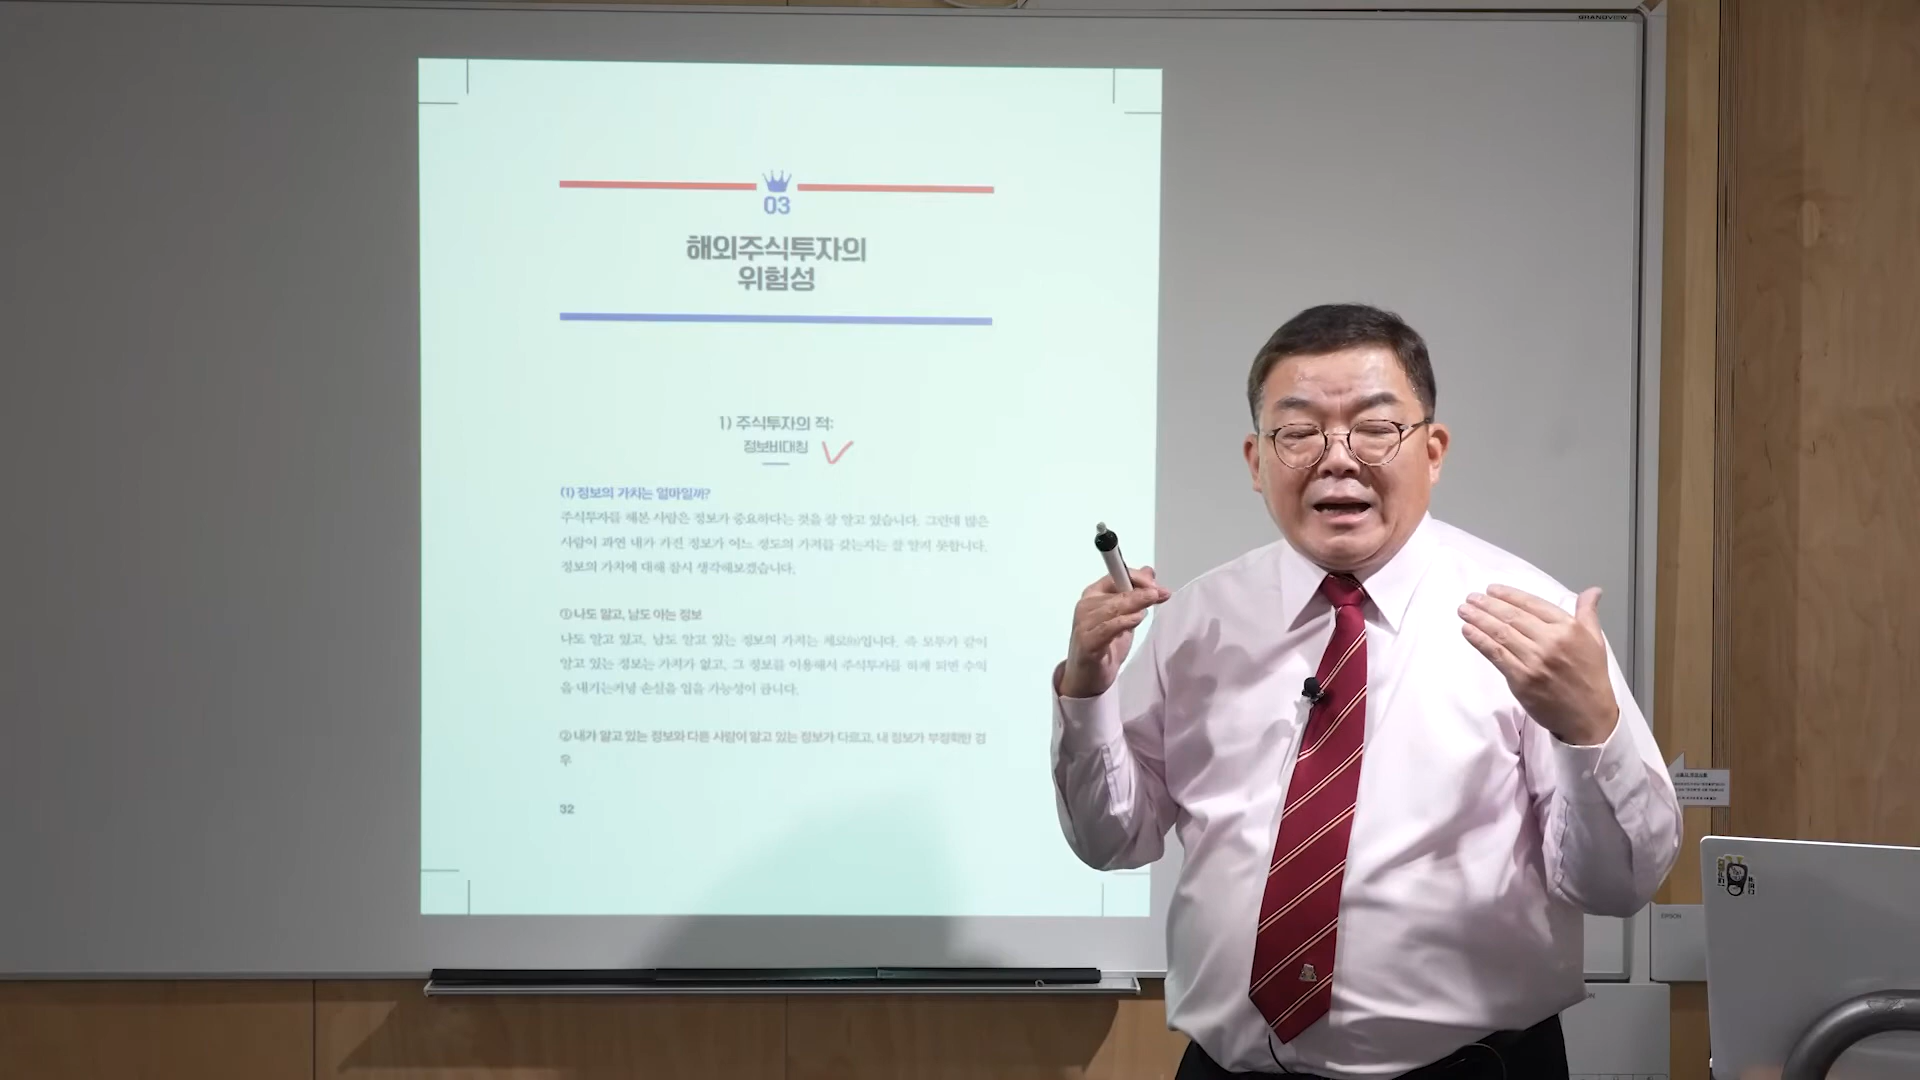 GRANDVIEW
03
해외주식투자의
위험성
1) 주식투자의 적:
정보비대칭
(1) 정보의 가치는 얼마일까?
주식투자를 해본 사람은 정보가 중요하다는 것을 잘 알고 있습니다. 그런데 많은
사람이 과연 내가 가진 정보가 어느 정도의 가치를 갖는지는 잘 알지 못합니다.
정보의 가치에 대해 잠시 생각해보겠습니다.
① 나도 알고, 남도 아는 정보
나도 알고 있고, 남도 알고 있는 정보의 가치는 제로(0)입니다. 즉 모두가 같이
알고 있는 정보는 가치가 없고, 그 정보를 이용해서 주식투자를 하게 되면 수익
을 내기는커녕 손실을 입을 가능성이 큽니다.
② 내가 알고 있는 정보와 다른 사람이 알고 있는 정보가 다르고, 내 정보가 부정확한 경
우
32
EPSON